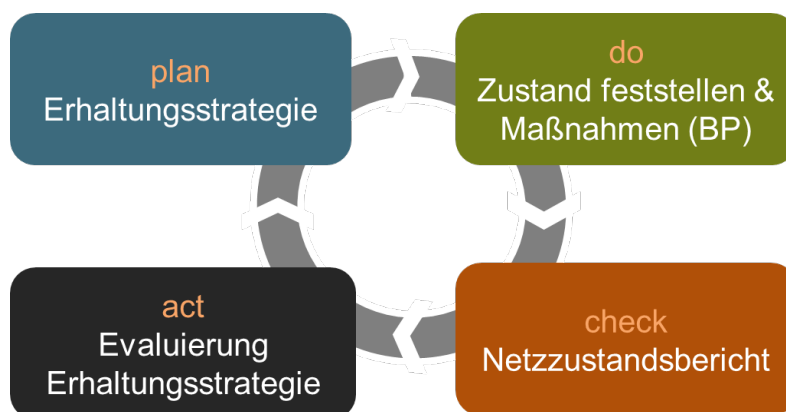 plan
Erhaltungsstrategie
do
Zustand feststellen &
Maßnahmen (BP)
act
Evaluierung
Erhaltungsstrategie
check
Netzzustandsbericht